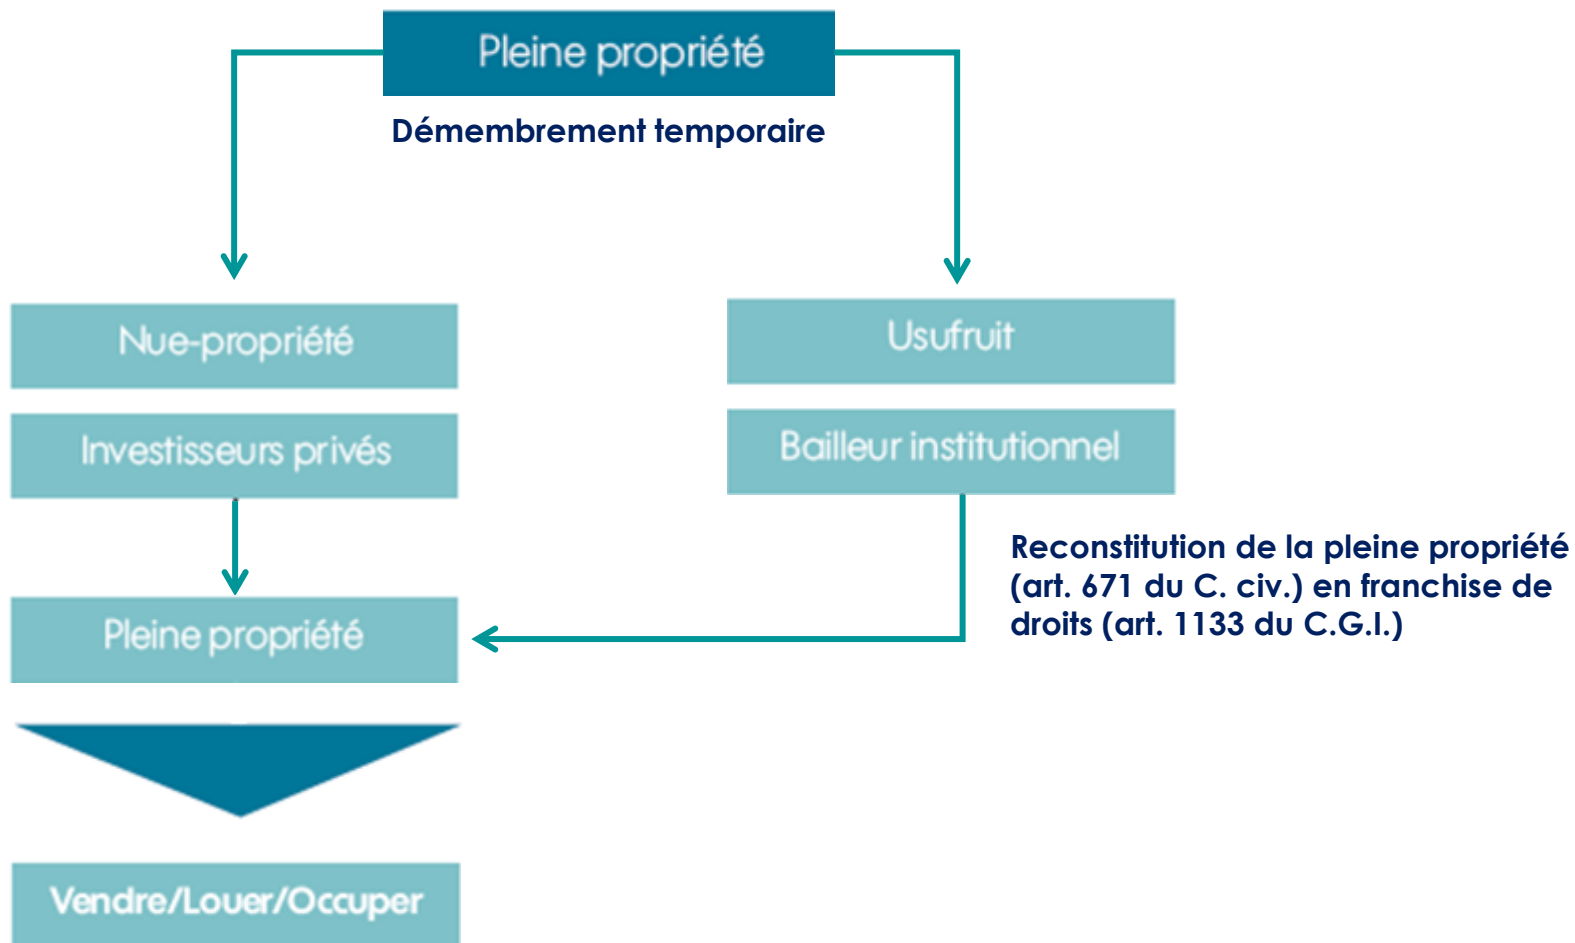 Pleine propriété
Démembrement temporaire
Nue-propriété
Usufruit
Investisseurs privés
Bailleur institutionnel
Reconstitution de la pleine propriété
(art. 671 du C. civ.) en franchise de
droits (art. 1133 du C.G.I.)
Pleine propriété
Vendre/Louer/Occuper